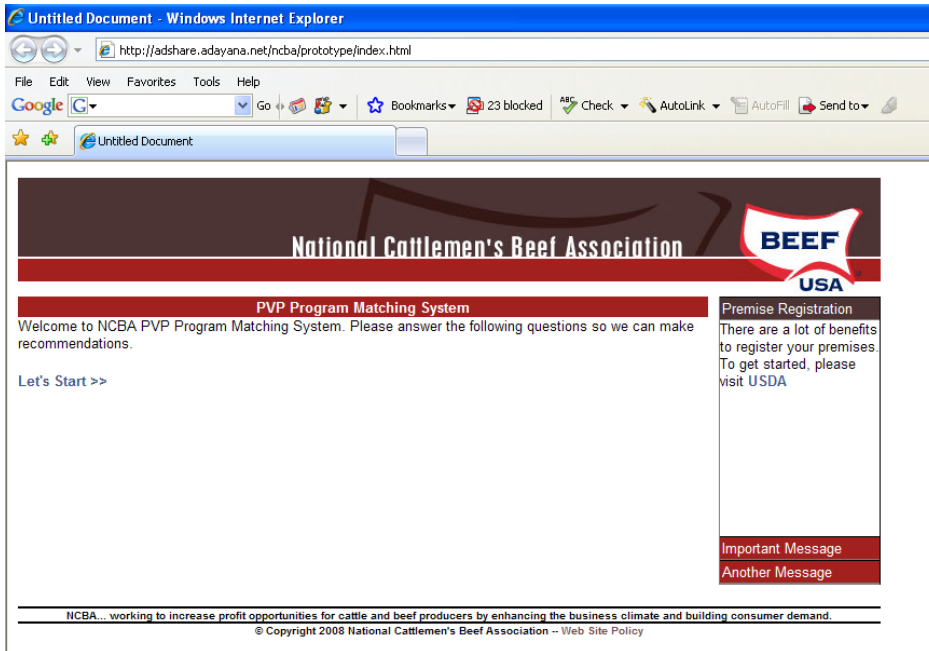 Untitled Document - Windows Internet Explorer
http://adshare.adayana.net/ncba/prototype/index.html
File Edit View Favorites Tools Help
Google G Go Bookmarks 23 blocked ABC Check AutoLink AutoFill Send to
Untitled Document
National Cattlemen's Beef Association
BEEF
USA
PVP Program Matching System
Welcome to NCBA PVP Program Matching System. Please answer the following questions so we can make
recommendations.
Let's Start >>
Premise Registration
There are a lot of benefits
to register your premises.
To get started, please
visit USDA
Important Message
Another Message
NCBA... working to increase profit opportunities for cattle and beef producers by enhancing the business climate and building consumer demand.
© Copyright 2008 National Cattlemen's Beef Association -- Web Site Policy